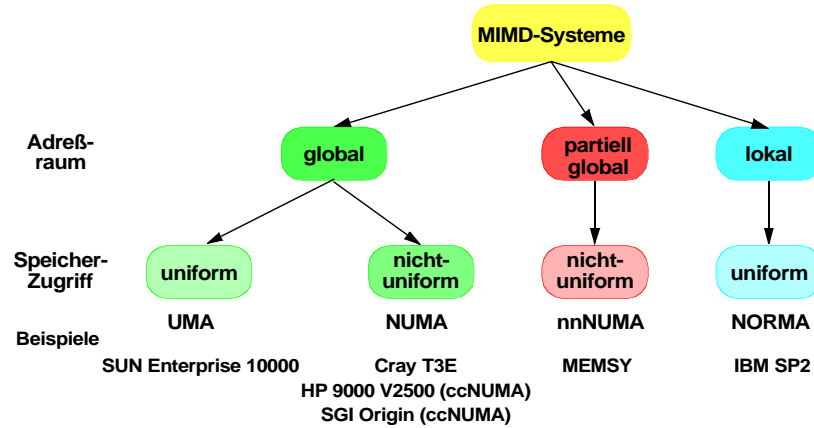 MIMD-Systeme
Adreß-
raum
global
partiell
global
lokal
Speicher-
Zugriff
uniform
nicht-
uniform
nicht-
uniform
uniform
Beispiele
UMA
NUMA
nnNUMA
NORMA
SUN Enterprise 10000
Cray T3E
HP 9000 V2500 (ccNUMA)
SGI Origin (ccNUMA)
MEMSY
IBM SP2